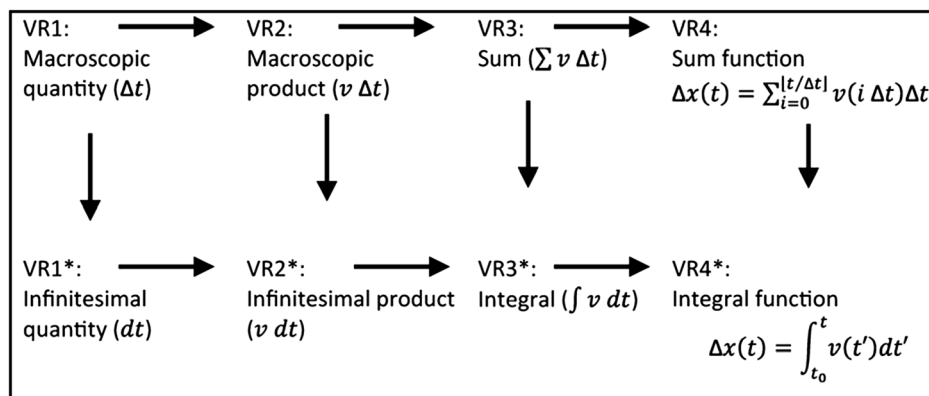 VR1: VR2: VR3: VR4:
Macroscopic Macroscopic Sum (∑ v Δt) Sum function
quantity (Δt) product (v Δt) Δx(t) = ∑_{i=0}^{⌊t/Δt⌋} v(i Δt)Δt
VR1*: VR2*: VR3*: VR4*:
Infinitesimal Infinitesimal product Integral (∫ v dt) Integral function
quantity (dt) (v dt) Δx(t) = ∫_{t₀}^{t} v(t′)dt′